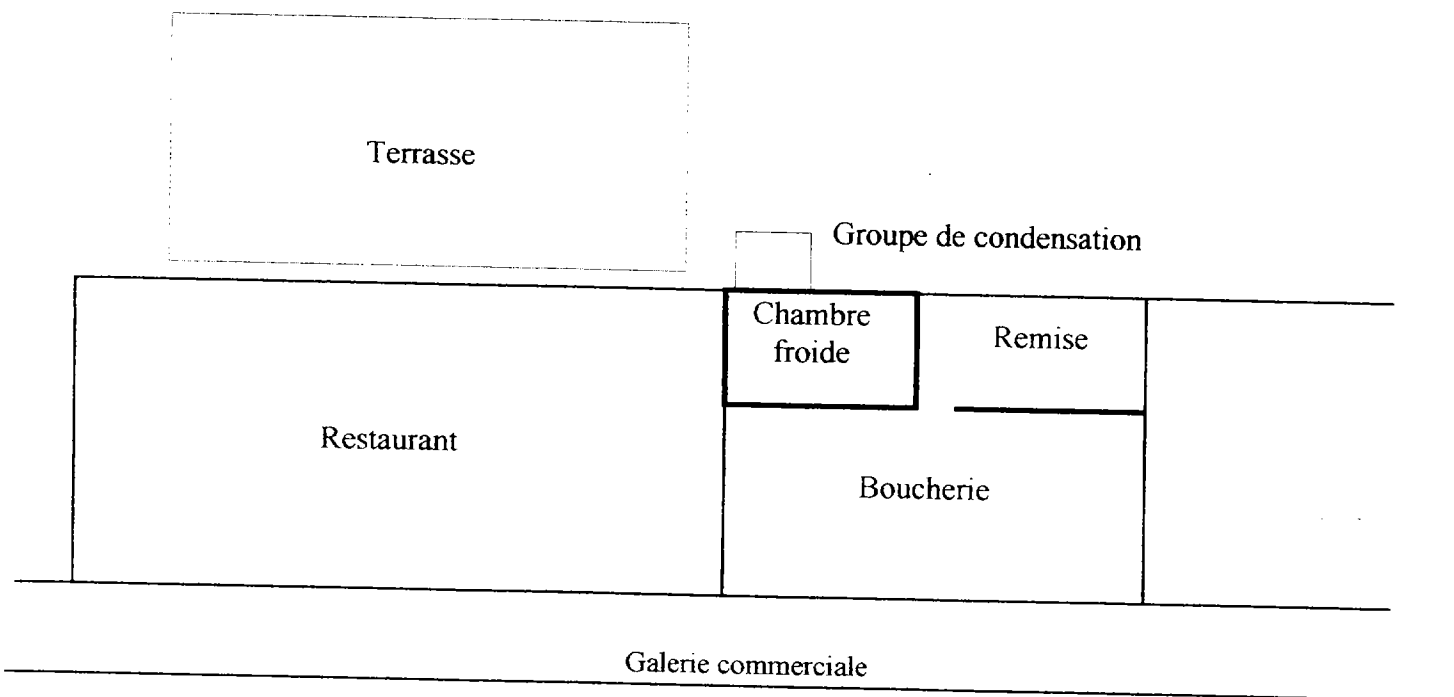 Terrasse
Groupe de condensation
Chambre
froide
Remise
Restaurant
Boucherie
Galerie commerciale